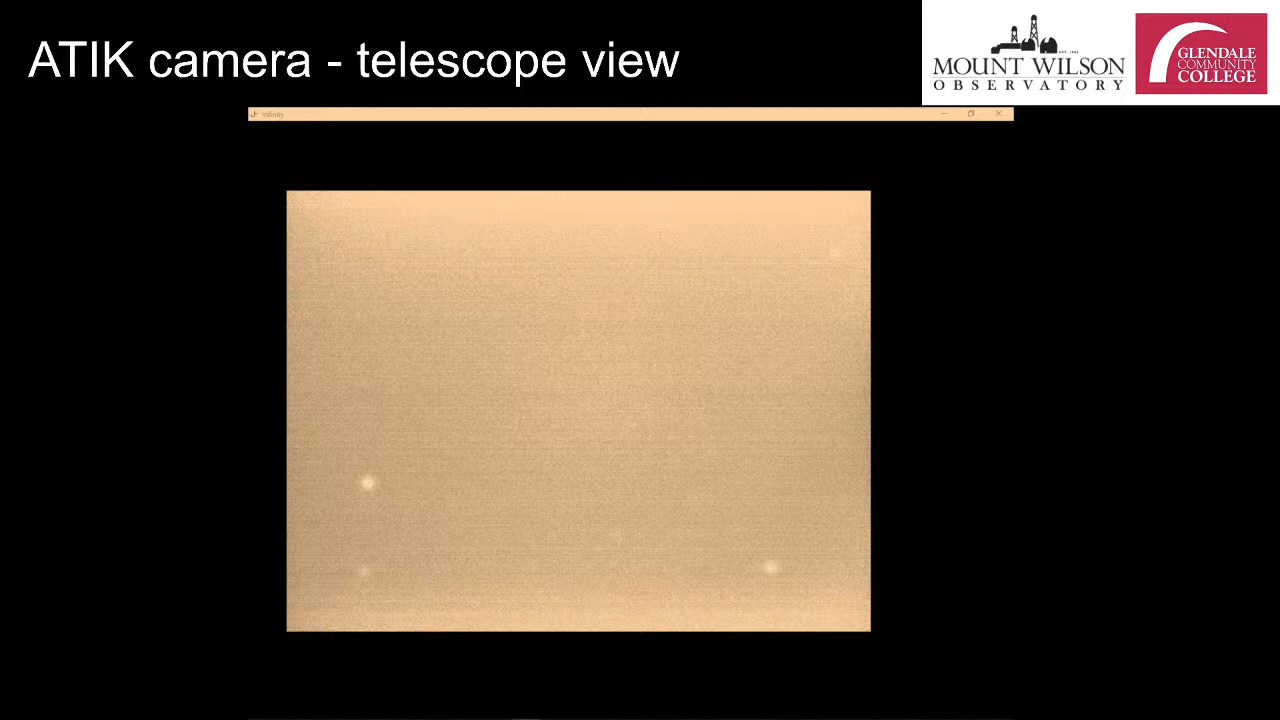 ATIK camera - telescope view
MOUNT WILSON
OBSERVATORY
GLENDALE
COMMUNITY
COLLEGE